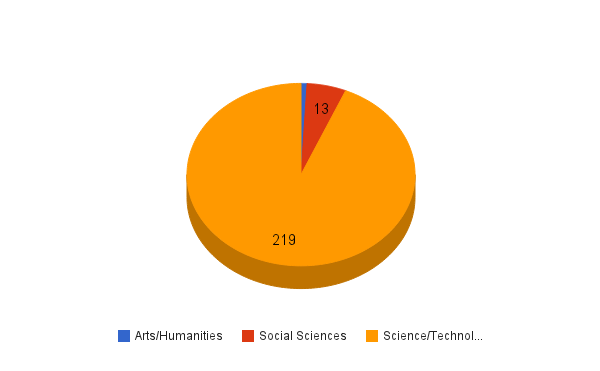 13
219
Arts/Humanities
Social Sciences
Science/Technol...